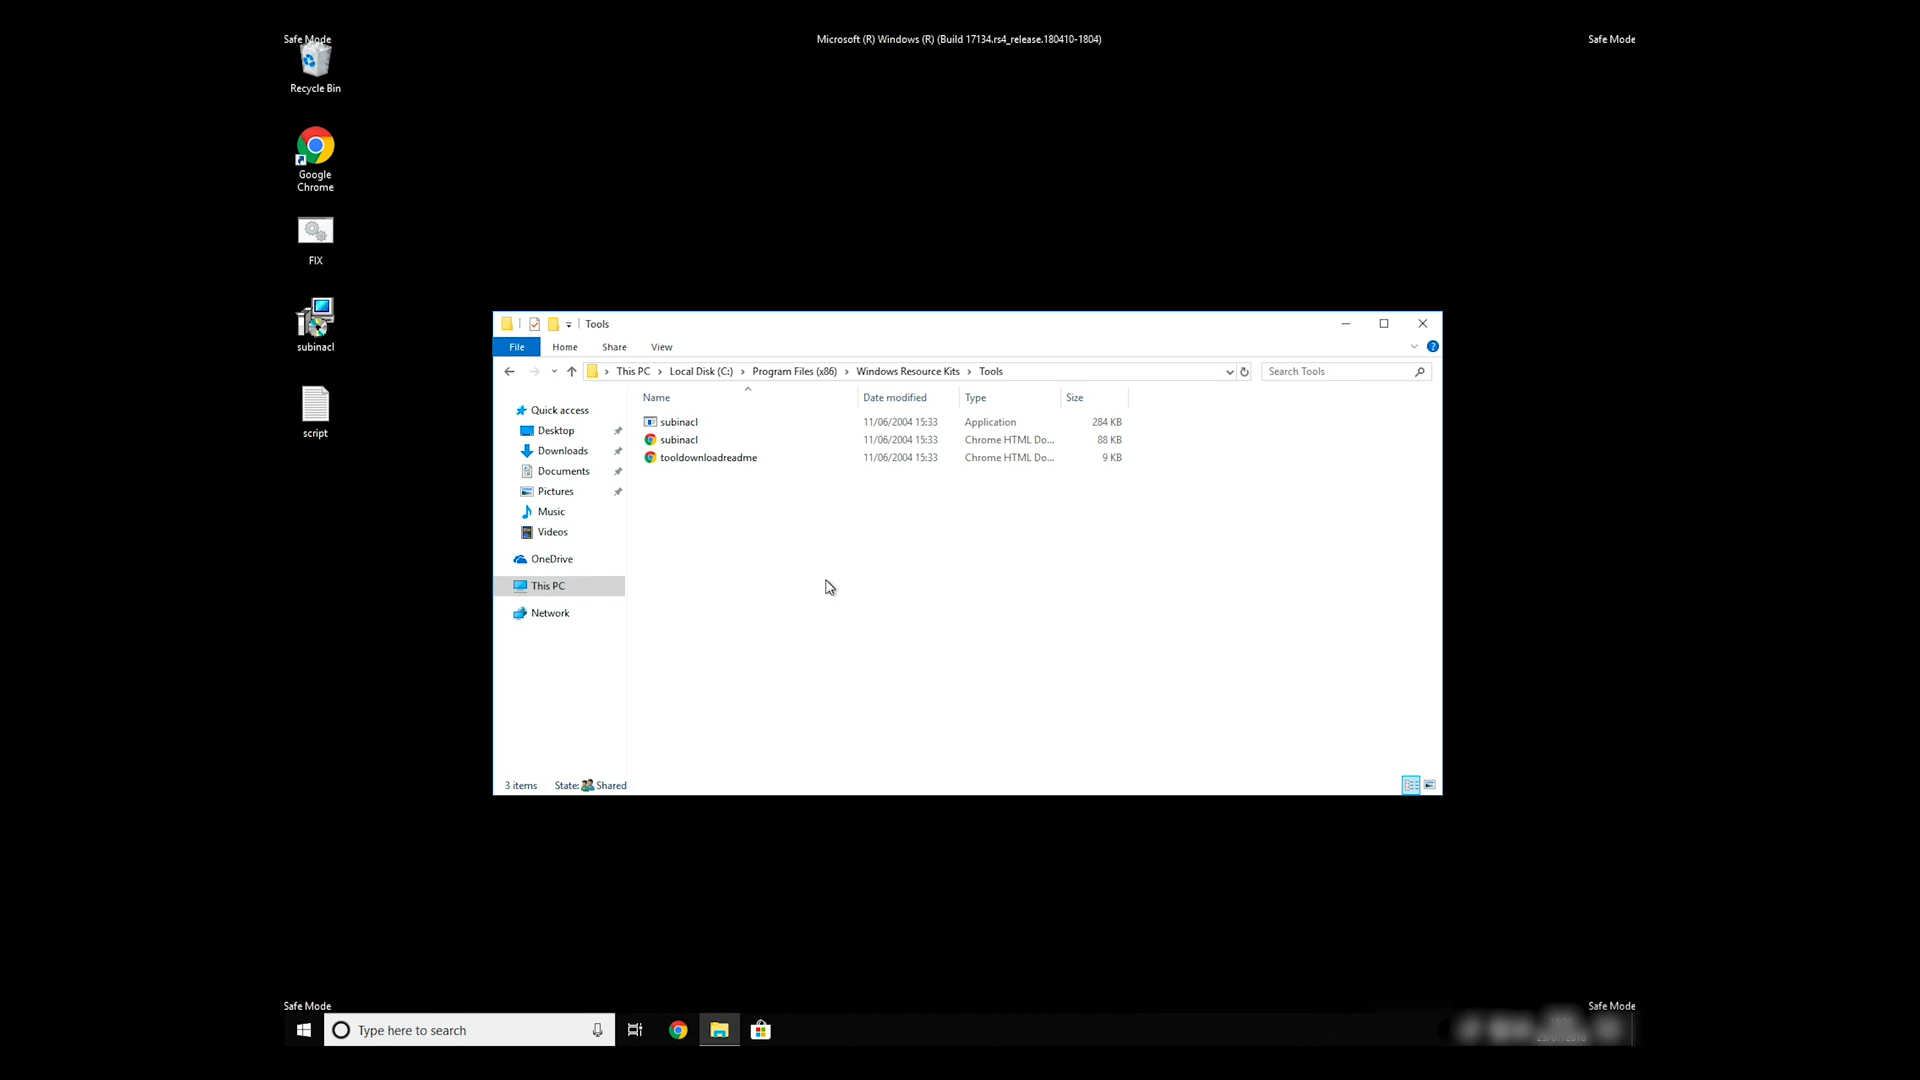 Safe Mode
Microsoft (R) Windows (R) (Build 17134.rs4_release.180410-1804)
Safe Mode
Recycle Bin
Google
Chrome
FIX
subinacl
script
Tools
File Home Share View
This PC > Local Disk (C:) > Program Files (x86) > Windows Resource Kits > Tools
Search Tools
Name Date modified Type Size
subinacl 11/06/2004 15:33 Application 284 KB
subinacl 11/06/2004 15:33 Chrome HTML Do... 88 KB
tooldownloadreadme 11/06/2004 15:33 Chrome HTML Do... 9 KB
Quick access
Desktop
Downloads
Documents
Pictures
Music
Videos
OneDrive
This PC
Network
3 items State: Shared
Safe Mode
Safe Mode
Type here to search